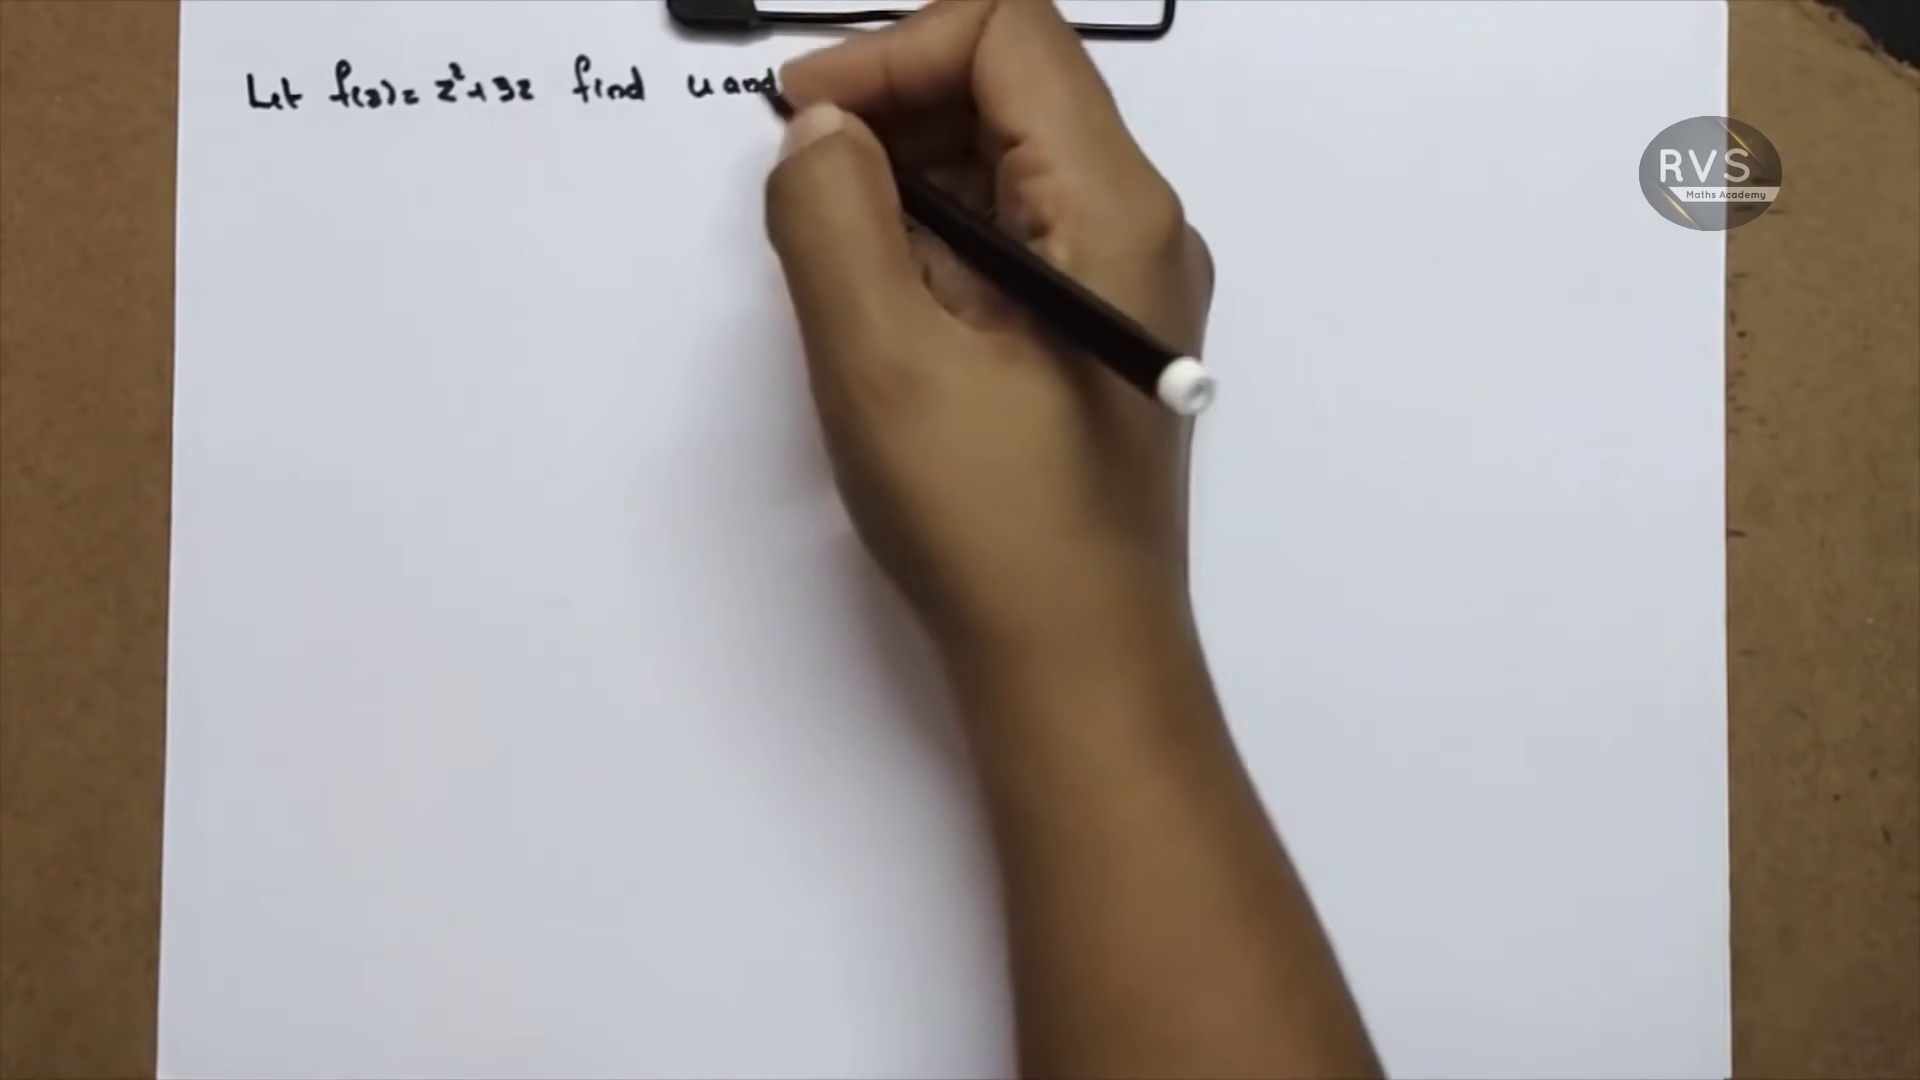 Let f(z) = z² + 3z find u and
RVS
Maths Academy